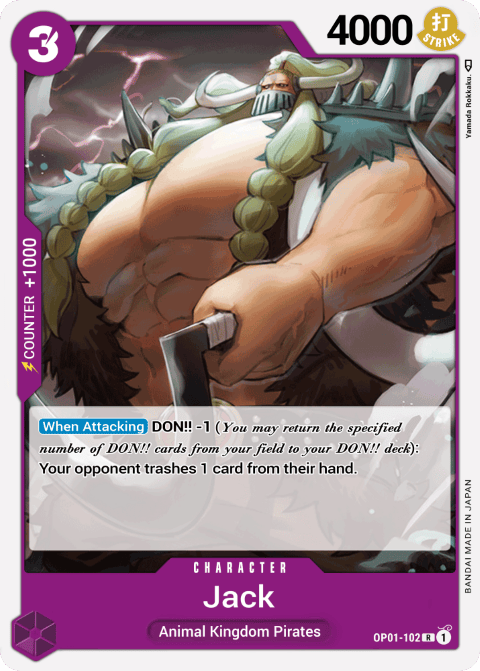 3
4000
打
STRIKE
Yamada Rokkaku.
COUNTER +1000
When Attacking DON!! -1 (You may return the specified
number of DON!! cards from your field to your DON!! deck):
Your opponent trashes 1 card from their hand.
BANDAI MADE IN JAPAN
CHARACTER
Jack
Animal Kingdom Pirates
OP01-102 R 1